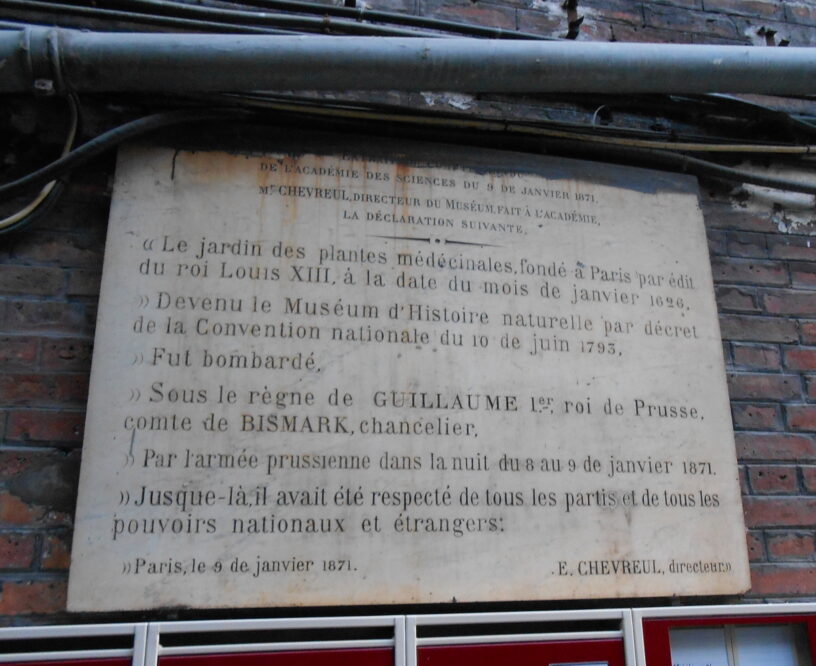 DE L'ACADÉMIE DES SCIENCES DU 9 DE JANVIER 1871.
Mr. CHEVREUL, DIRECTEUR DU MUSÉUM, FAIT À L'ACADÉMIE,
LA DÉCLARATION SUIVANTE.
« Le jardin des plantes médécinales, fondé à Paris par édit
du roi Louis XIII, à la date du mois de janvier 1626.
» Devenu le Muséum d'Histoire naturelle par décret
de la Convention nationale du 10 de juin 1793,
» Fut bombardé,
» Sous le règne de GUILLAUME 1er. roi de Prusse,
comte de BISMARK, chancelier,
» Par l'armée prussienne dans la nuit du 8 au 9 de janvier 1871.
» Jusque-là, il avait été respecté de tous les partis et de tous les
pouvoirs nationaux et étrangers.
» Paris, le 9 de janvier 1871. E. CHEVREUL, directeur »